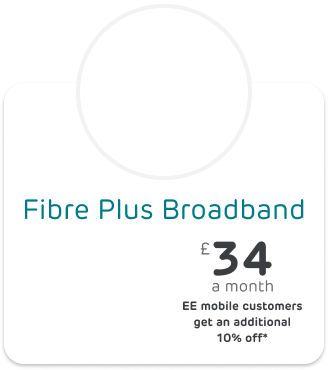 Fibre Plus Broadband
£34
a month
EE mobile customers
get an additional
10% off*